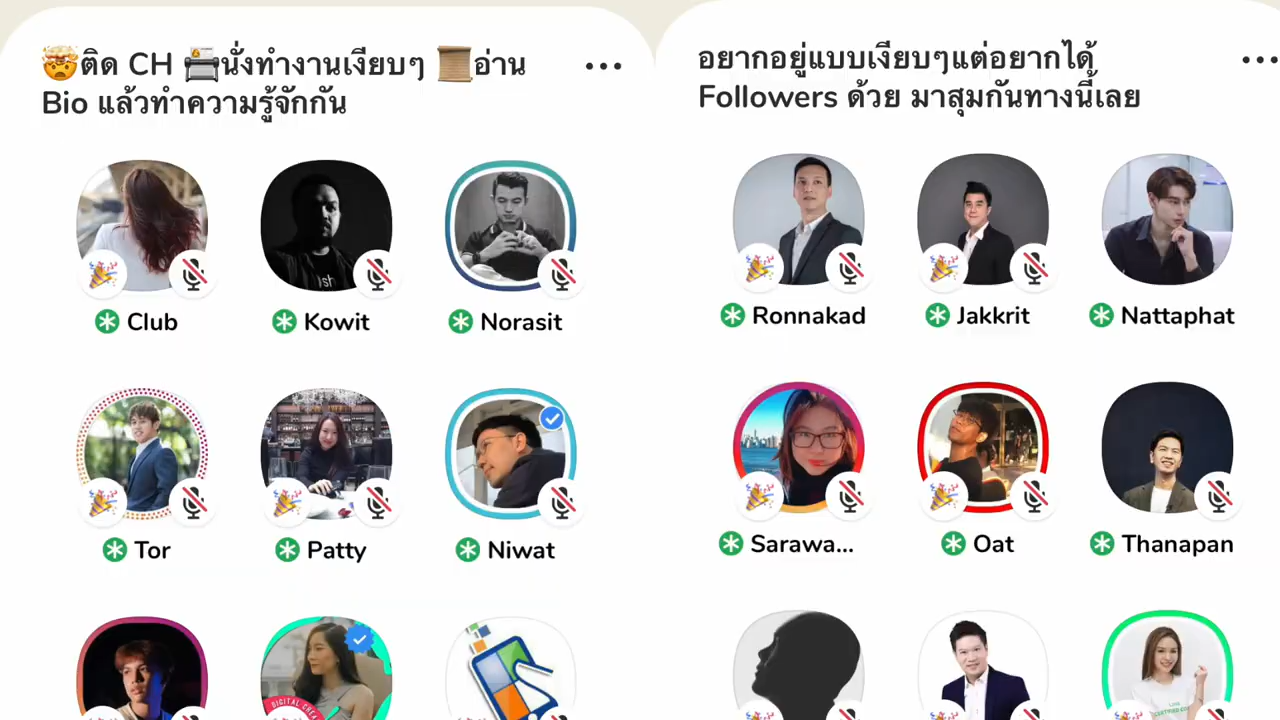 🤯ติด CH 📠นั่งทำงานเงียบๆ 📜อ่าน
Bio แล้วทำความรู้จักกัน
Club
Kowit
Norasit
Tor
Patty
Niwat
อยากอยู่แบบเงียบๆแต่อยากได้
Followers ด้วย มาสุมกันทางนี้เลย
Ronnakad
Jakkrit
Nattaphat
Sarawa...
Oat
Thanapan